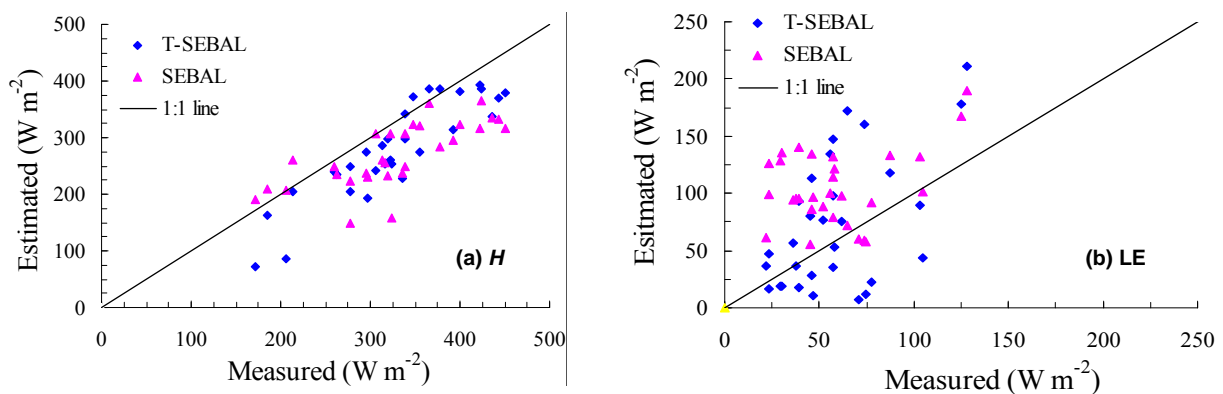 500
400
300
200
100
0
Estimated (W m-2)
T-SEBAL
SEBAL
1:1 line
(a) H
0 100 200 300 400 500
Measured (W m-2)
250
200
150
100
50
0
Esitmated (W m-2)
T-SEBAL
SEBAL
1:1 line
(b) LE
0 50 100 150 200 250
Measured (W m-2)